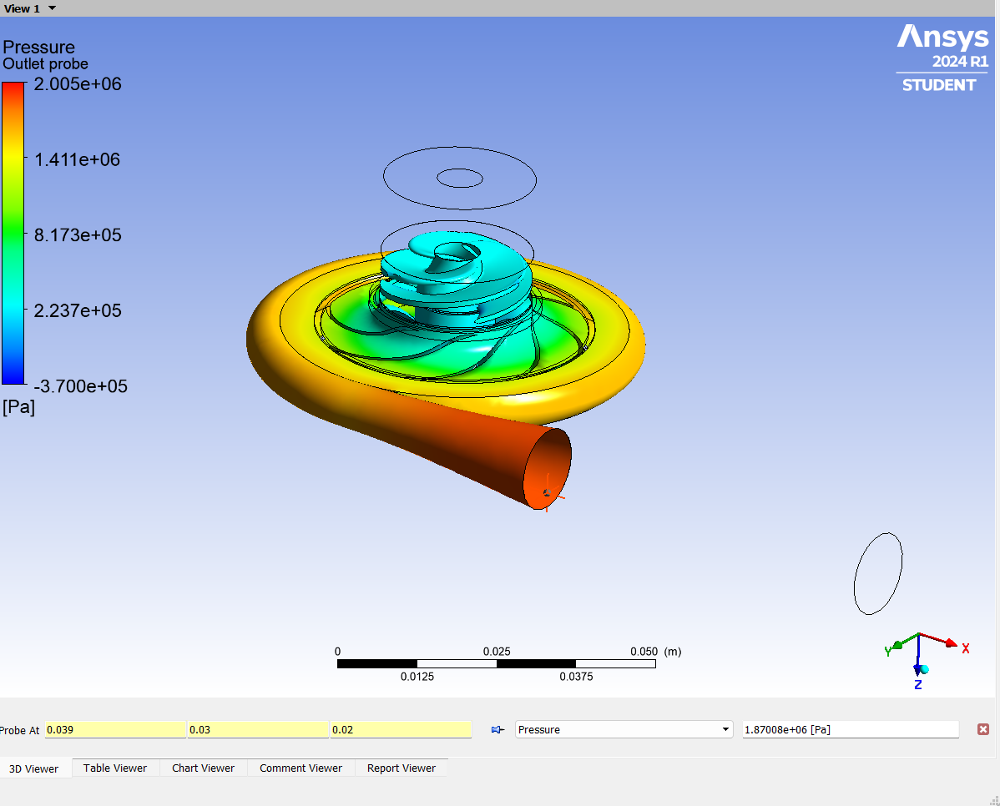 View 1
Pressure
Outlet probe
2.005e+06
1.411e+06
8.173e+05
2.237e+05
-3.700e+05
[Pa]
Ansys
2024 R1
STUDENT
0 0.025 0.050 (m)
0.0125 0.0375
Y X
Z
Probe At 0.039 0.03 0.02 Pressure 1.87008e+06 [Pa]
3D Viewer Table Viewer Chart Viewer Comment Viewer Report Viewer